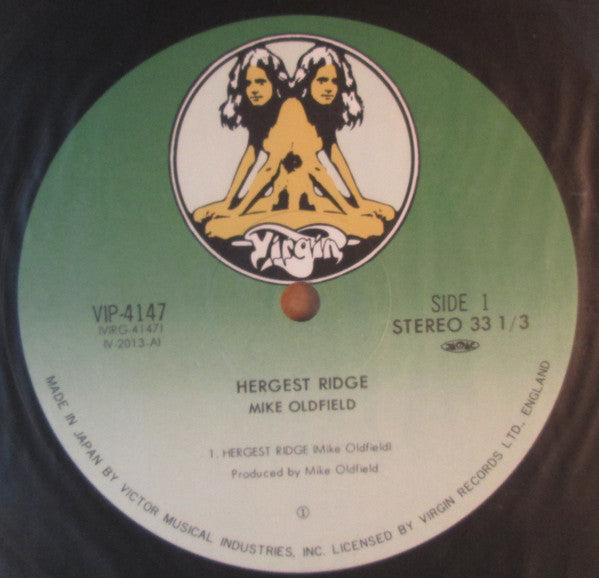 Virgin
VIP-4147
(VIRG-4147)
(V-2013-A)
SIDE 1
STEREO 33 1/3
HERGEST RIDGE
MIKE OLDFIELD
1. HERGEST RIDGE (Mike Oldfield)
Produced by Mike Oldfield
①
MADE IN JAPAN BY VICTOR MUSICAL INDUSTRIES, INC. LICENSED BY VIRGIN RECORDS LTD., ENGLAND